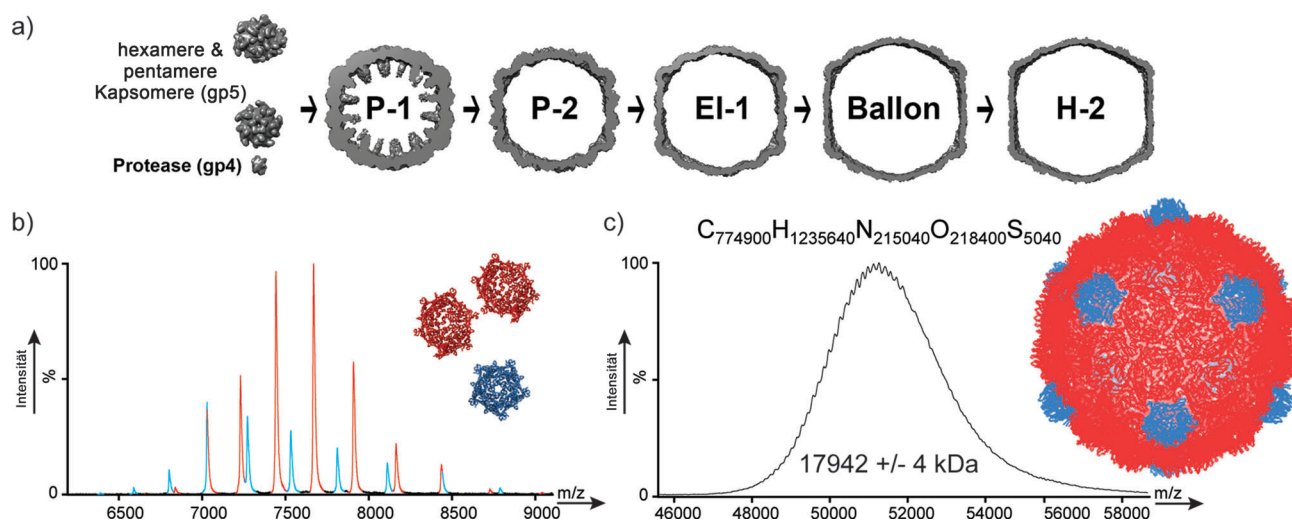 a)
hexamere &
pentamere
Kapsomere (gp5)
Protease (gp4)
P-1
P-2
EI-1
Ballon
H-2
b)
100
%
0
Intensität
6500 7000 7500 8000 8500 9000
m/z
c)
C774900H1235640N215040O218400S5040
100
%
0
Intensität
17942 +/- 4 kDa
46000 48000 50000 52000 54000 56000 58000
m/z